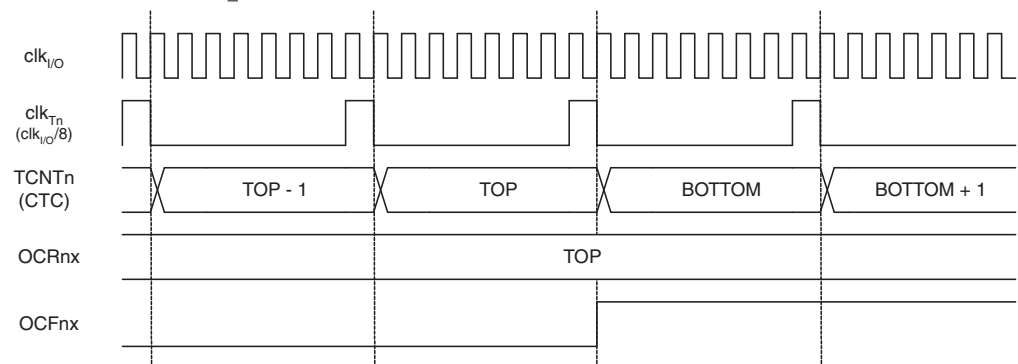 clkI/O
clkTn
(clkI/O/8)
TCNTn
(CTC)
TOP - 1
TOP
BOTTOM
BOTTOM + 1
OCRnx
TOP
OCFnx